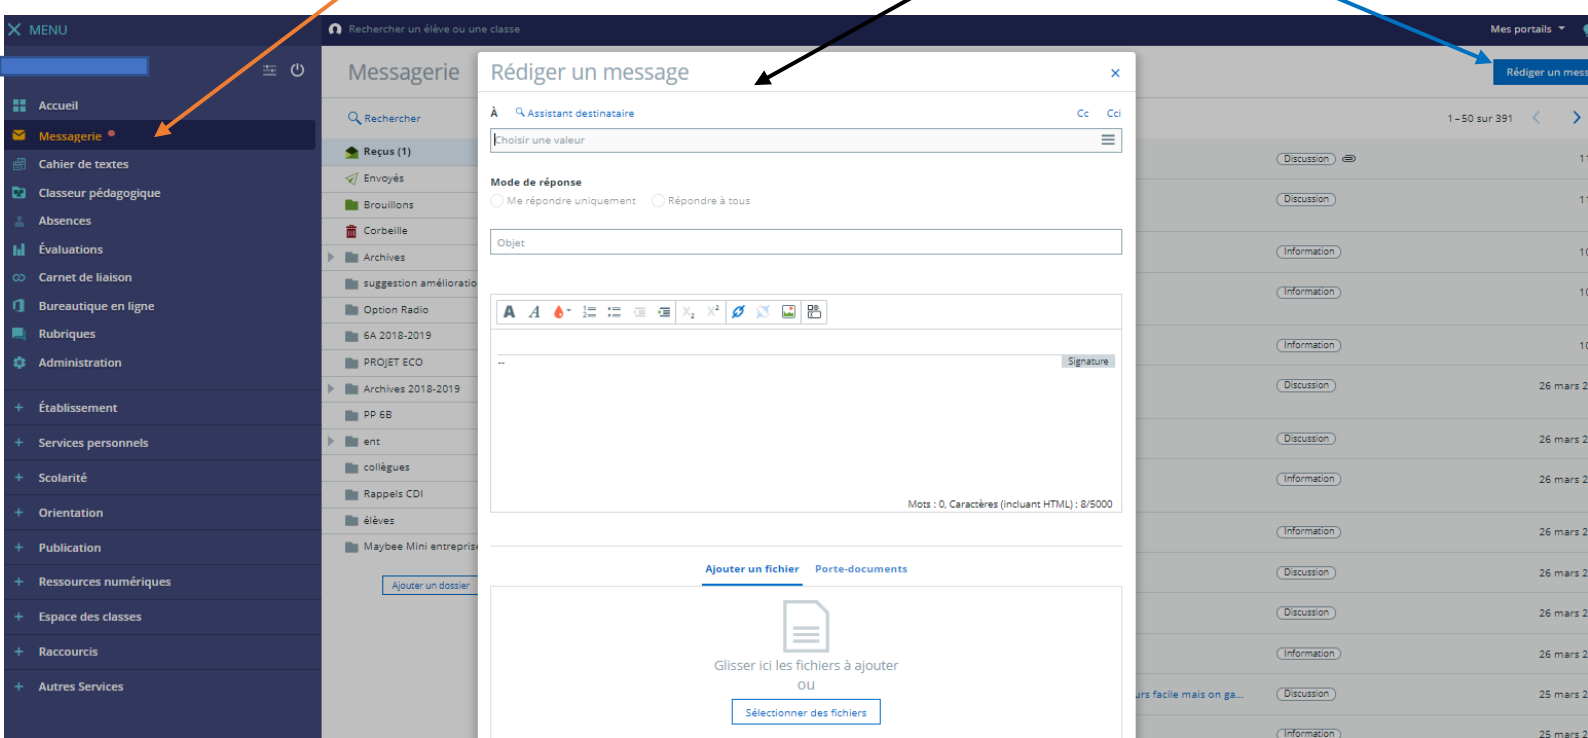 MENU
Rechercher un élève ou une classe
Mes portails
Accueil
Messagerie
Cahier de textes
Classeur pédagogique
Absences
Évaluations
Carnet de liaison
Bureautique en ligne
Rubriques
Administration
+ Établissement
+ Services personnels
+ Scolarité
+ Orientation
+ Publication
+ Ressources numériques
+ Espace des classes
+ Raccourcis
+ Autres Services
Messagerie
Rechercher
Reçus (1)
Envoyés
Brouillons
Corbeille
Archives
suggestion amélioratio
Option Radio
6A 2018-2019
PROJET ECO
Archives 2018-2019
PP 6B
ent
collègues
Rappels CDI
élèves
Maybee Mini entreprise
Ajouter un dossier
Rédiger un message
×
À Assistant destinataire Cc Cci
Choisir une valeur
Mode de réponse
Me répondre uniquement Répondre à tous
Objet
A A X₂ X²
--
Signature
Mots : 0, Caractères (incluant HTML) : 8/5000
Ajouter un fichier Porte-documents
Glisser ici les fichiers à ajouter
ou
Sélectionner des fichiers
Rédiger un mess
1–50 sur 391
Discussion 11
Discussion 11
Information 10
Information 10
Information 10
Discussion 26 mars 2
Discussion 26 mars 2
Information 26 mars 2
Information 26 mars 2
Discussion 26 mars 2
Discussion 26 mars 2
Information 26 mars 2
urs facile mais on ga... Discussion 25 mars 2
Information 25 mars 2